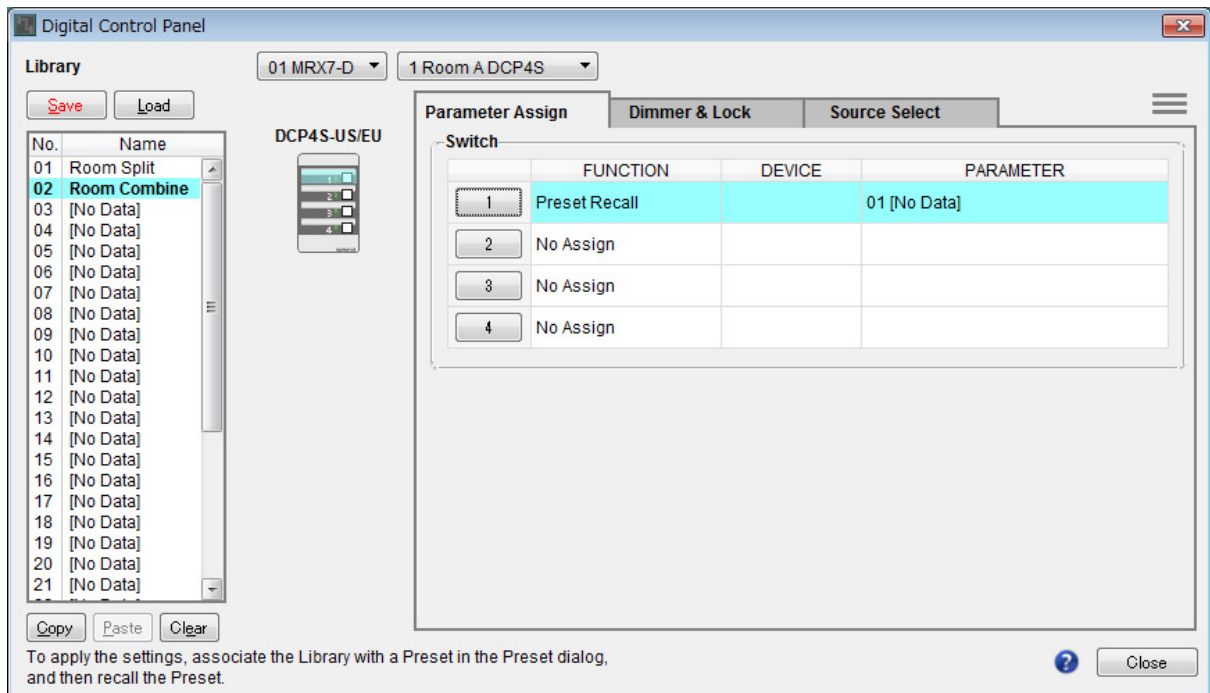 Digital Control Panel
Library
01 MRX7-D
1 Room A DCP4S
Save
Load
Parameter Assign
Dimmer & Lock
Source Select
DCP4S-US/EU
1
2
3
4
No. Name
01 Room Split
02 Room Combine
03 [No Data]
04 [No Data]
05 [No Data]
06 [No Data]
07 [No Data]
08 [No Data]
09 [No Data]
10 [No Data]
11 [No Data]
12 [No Data]
13 [No Data]
14 [No Data]
15 [No Data]
16 [No Data]
17 [No Data]
18 [No Data]
19 [No Data]
20 [No Data]
21 [No Data]
Switch
FUNCTION DEVICE PARAMETER
1 Preset Recall 01 [No Data]
2 No Assign
3 No Assign
4 No Assign
Copy
Paste
Clear
To apply the settings, associate the Library with a Preset in the Preset dialog,
and then recall the Preset.
?
Close